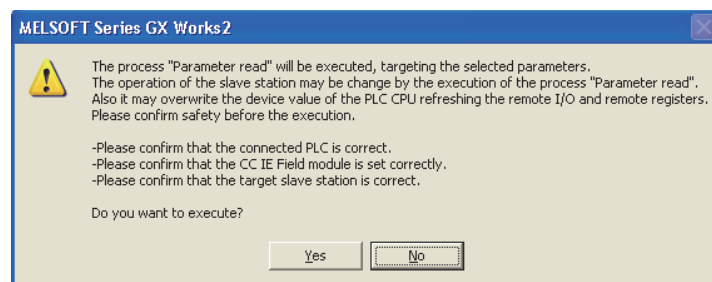 MELSOFT Series GX Works2
The process "Parameter read" will be executed, targeting the selected parameters.
The operation of the slave station may be change by the execution of the process "Parameter read".
Also it may overwrite the device value of the PLC CPU refreshing the remote I/O and remote registers.
Please confirm safety before the execution.
-Please confirm that the connected PLC is correct.
-Please confirm that the CC IE Field module is set correctly.
-Please confirm that the target slave station is correct.
Do you want to execute?
Yes
No